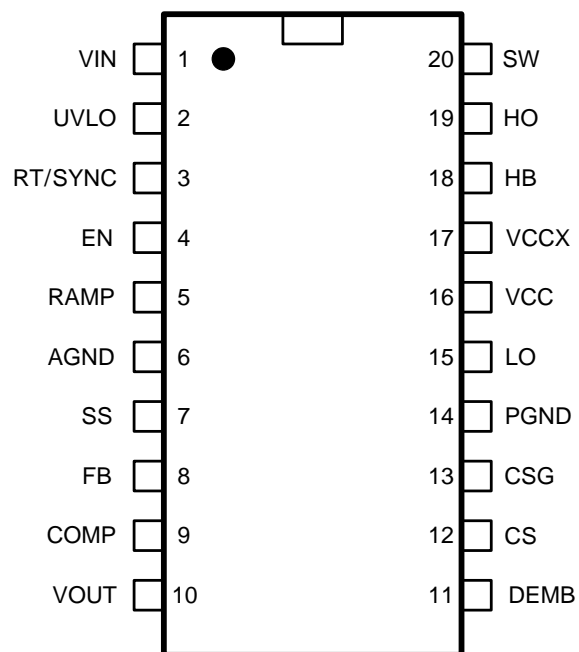 VIN 1 20 SW
UVLO 2 19 HO
RT/SYNC 3 18 HB
EN 4 17 VCCX
RAMP 5 16 VCC
AGND 6 15 LO
SS 7 14 PGND
FB 8 13 CSG
COMP 9 12 CS
VOUT 10 11 DEMB